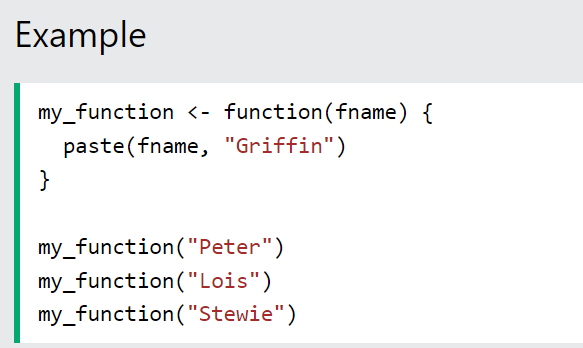 Example
my_function <- function(fname) {
  paste(fname, "Griffin")
}
my_function("Peter")
my_function("Lois")
my_function("Stewie")